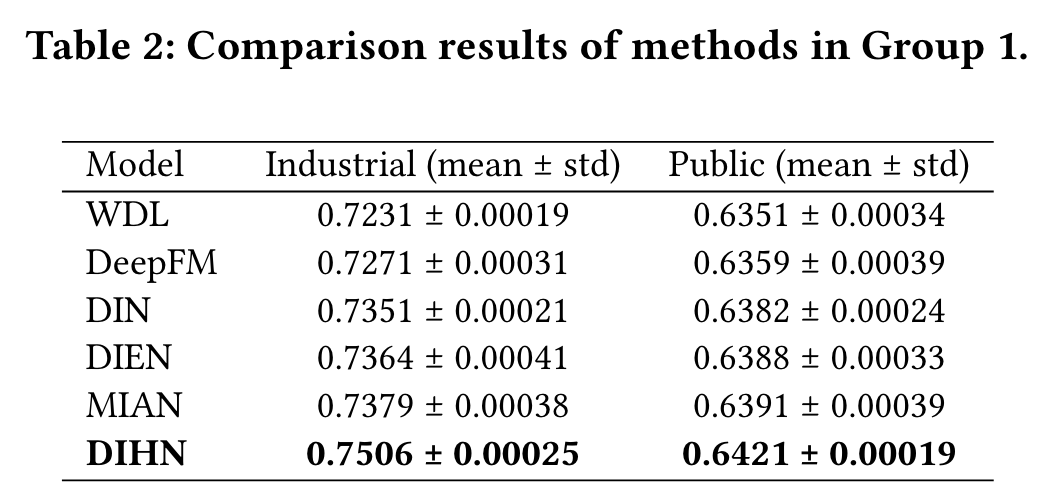 Table 2: Comparison results of methods in Group 1.
Model Industrial (mean ± std) Public (mean ± std)
WDL 0.7231 ± 0.00019 0.6351 ± 0.00034
DeepFM 0.7271 ± 0.00031 0.6359 ± 0.00039
DIN 0.7351 ± 0.00021 0.6382 ± 0.00024
DIEN 0.7364 ± 0.00041 0.6388 ± 0.00033
MIAN 0.7379 ± 0.00038 0.6391 ± 0.00039
DIHN 0.7506 ± 0.00025 0.6421 ± 0.00019